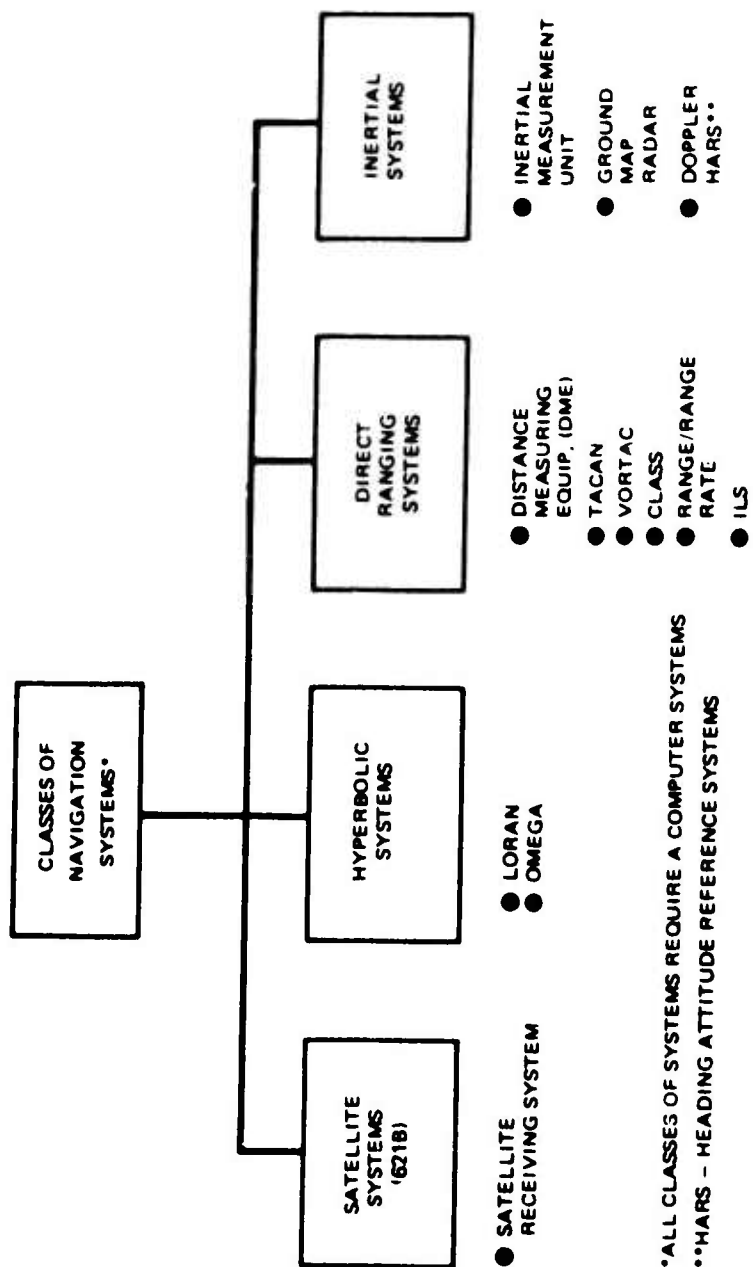 CLASSES OF
NAVIGATION
SYSTEMS*
SATELLITE
SYSTEMS
(621B)
● SATELLITE
RECEIVING SYSTEM
HYPERBOLIC
SYSTEMS
● LORAN
● OMEGA
DIRECT
RANGING
SYSTEMS
● DISTANCE
MEASURING
EQUIP. (DME)
● TACAN
● VORTAC
● CLASS
● RANGE/RANGE
RATE
● ILS
INERTIAL
SYSTEMS
● INERTIAL
MEASUREMENT
UNIT
● GROUND
MAP
RADAR
● DOPPLER
HARS**
*ALL CLASSES OF SYSTEMS REQUIRE A COMPUTER SYSTEMS
**HARS – HEADING ATTITUDE REFERENCE SYSTEMS